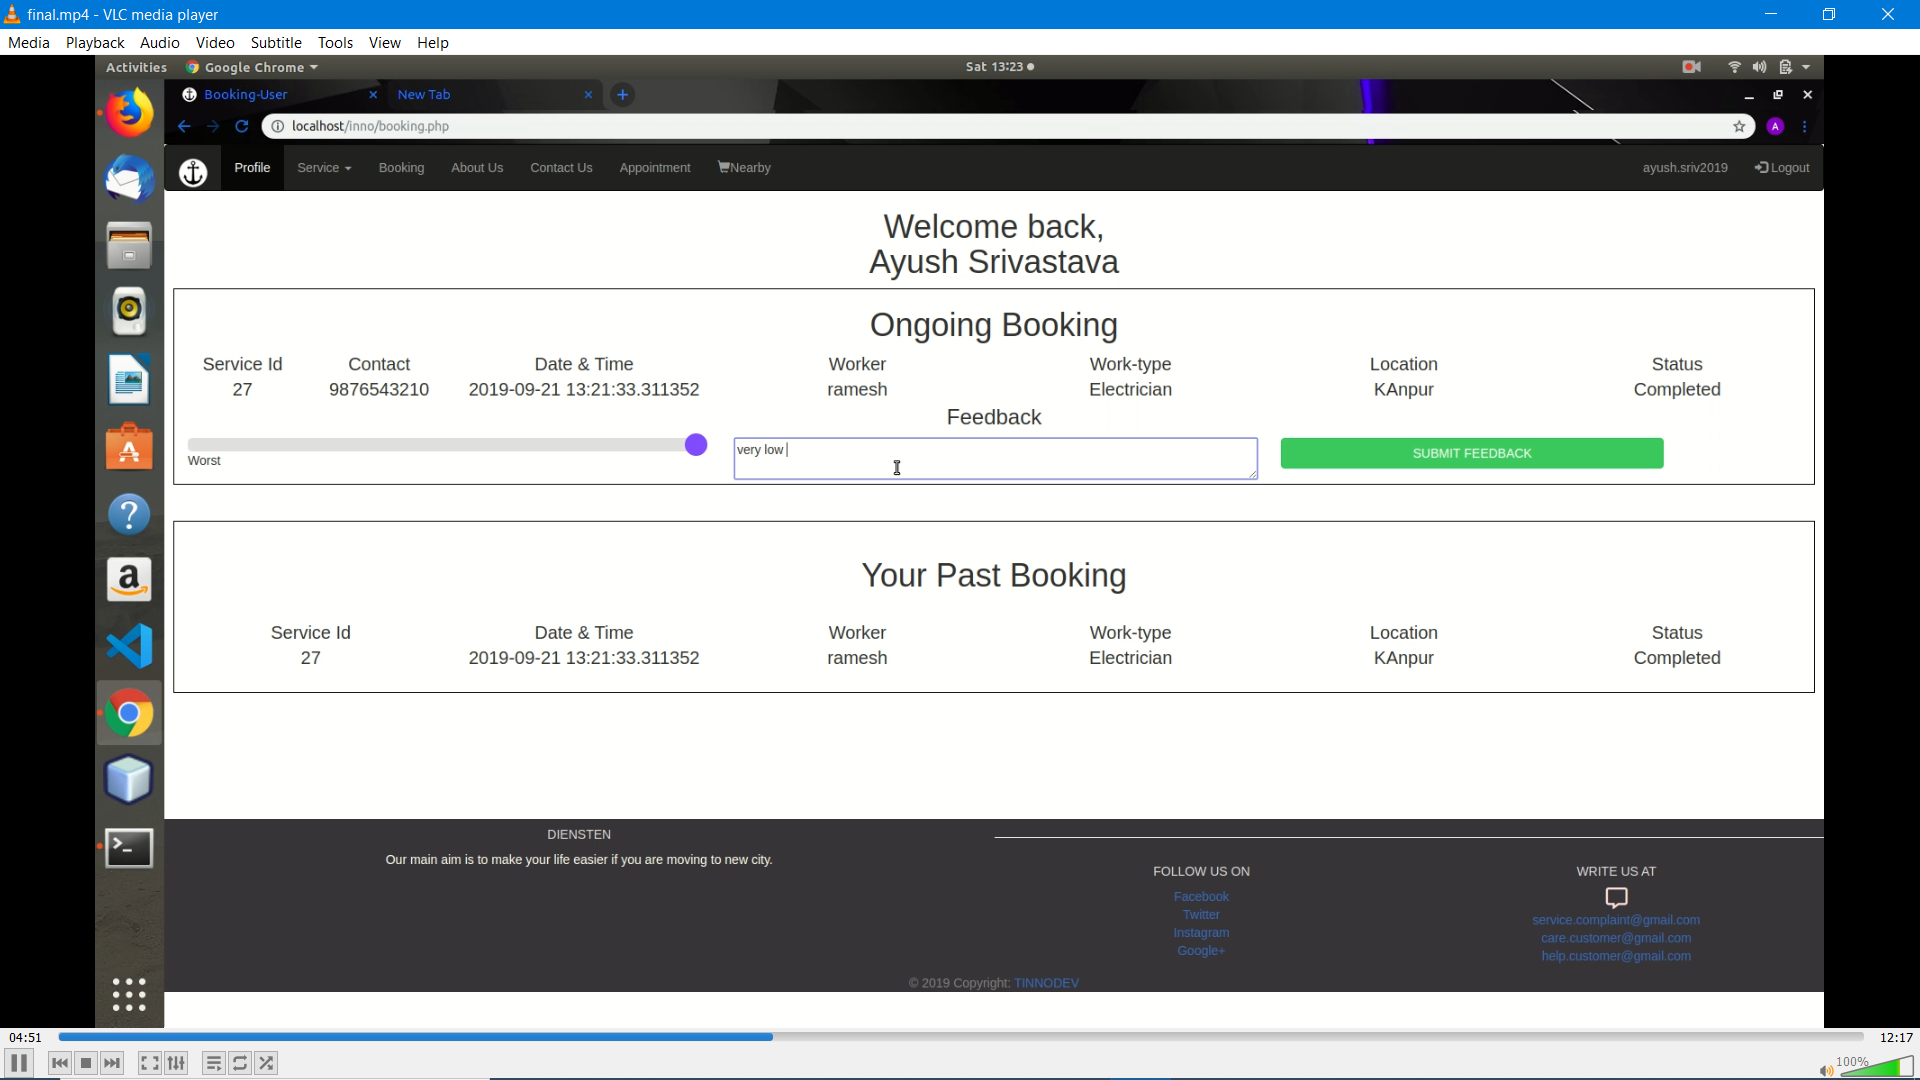 final.mp4 - VLC media player
Media Playback Audio Video Subtitle Tools View Help
Activities Google Chrome Sat 13:23
Booking-User New Tab
localhost/inno/booking.php A
Profile Service Booking About Us Contact Us Appointment Nearby ayush.sriv2019 Logout
Welcome back,
Ayush Srivastava
Ongoing Booking
Service Id Contact Date & Time Worker Work-type Location Status
27 9876543210 2019-09-21 13:21:33.311352 ramesh Electrician KAnpur Completed
Feedback
Worst
very low
SUBMIT FEEDBACK
Your Past Booking
Service Id Date & Time Worker Work-type Location Status
27 2019-09-21 13:21:33.311352 ramesh Electrician KAnpur Completed
DIENSTEN
Our main aim is to make your life easier if you are moving to new city.
FOLLOW US ON
Facebook
Twitter
Instagram
Google+
WRITE US AT
service.complaint@gmail.com
care.customer@gmail.com
help.customer@gmail.com
© 2019 Copyright: TINNODEV
04:51 12:17
100%